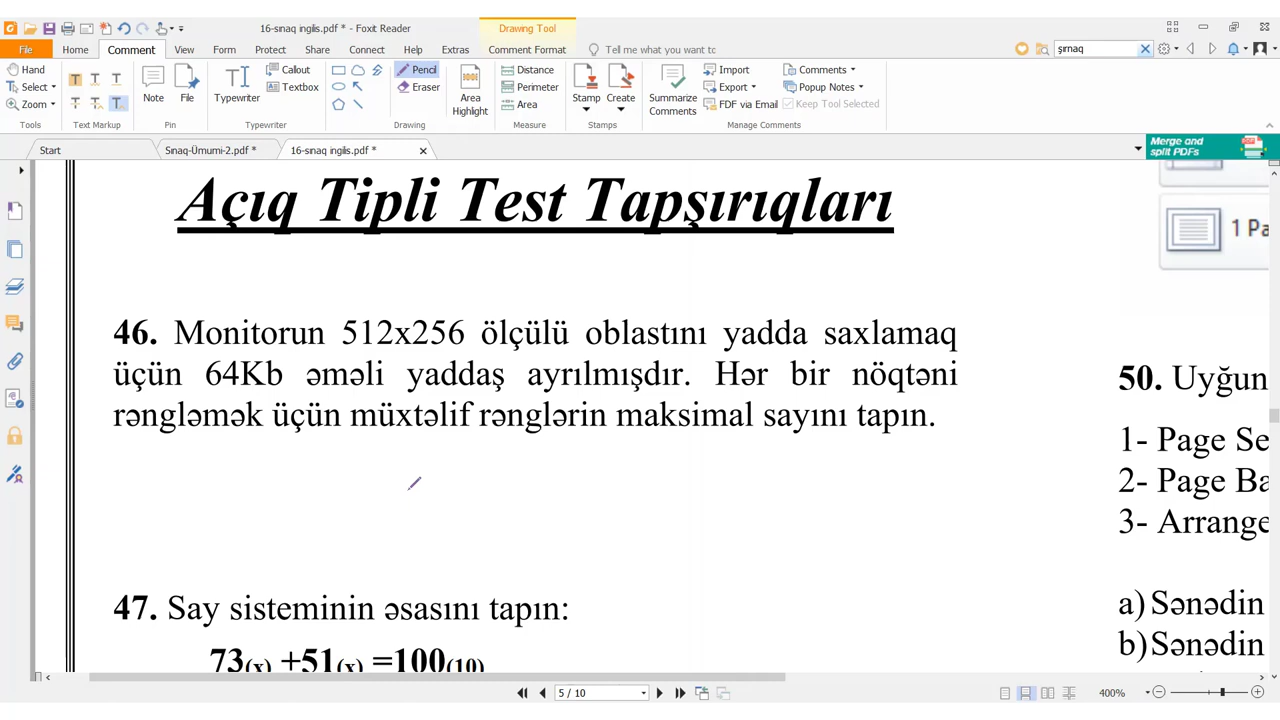 16-sınaq ingilis.pdf * - Foxit Reader
Drawing Tool
File Home Comment View Form Protect Share Connect Help Extras Comment Format Tell me what you want tc
şırnaq
Hand
Select
Zoom
Tools
Text Markup
Note
File
Pin
Typewriter
Callout
Textbox
Typewriter
Pencil
Eraser
Drawing
Area Highlight
Distance
Perimeter
Area
Measure
Stamp
Create
Stamps
Summarize Comments
Import
Export
FDF via Email
Comments
Popup Notes
Keep Tool Selected
Manage Comments
Start
Sınaq-Ümumi-2.pdf *
16-sınaq ingilis.pdf *
Merge and split PDFs
Açıq Tipli Test Tapşırıqları
1 Pa
46. Monitorun 512x256 ölçülü oblastını yadda saxlamaq
üçün 64Kb əməli yaddaş ayrılmışdır. Hər bir nöqtəni
rəngləmək üçün müxtəlif rənglərin maksimal sayını tapın.
47. Say sisteminin əsasını tapın:
73(x) +51(x) =100(10)
50. Uyğun
1- Page Se
2- Page Ba
3- Arrange
a) Sənədin
b) Sənədin
5 / 10
400%